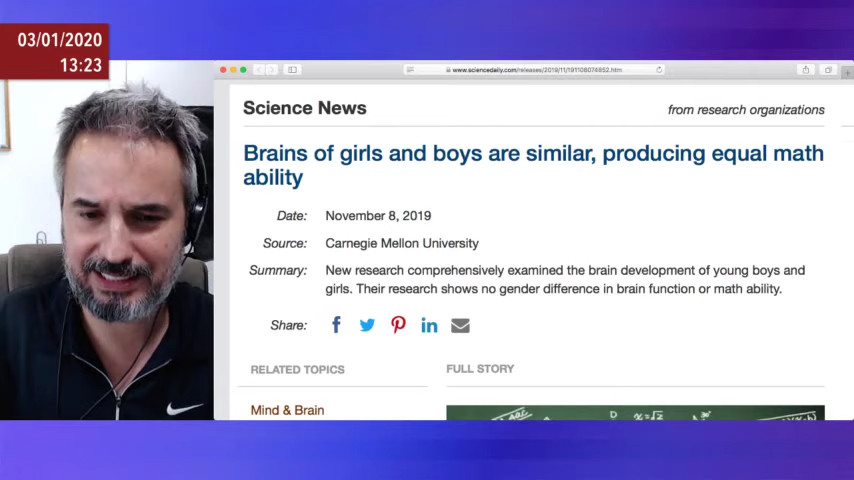 03/01/2020
13:23
www.sciencedaily.com/releases/2019/11/191108074852.htm
Science News
from research organizations
Brains of girls and boys are similar, producing equal math
ability
Date: November 8, 2019
Source: Carnegie Mellon University
Summary: New research comprehensively examined the brain development of young boys and
girls. Their research shows no gender difference in brain function or math ability.
Share:
RELATED TOPICS
FULL STORY
Mind & Brain